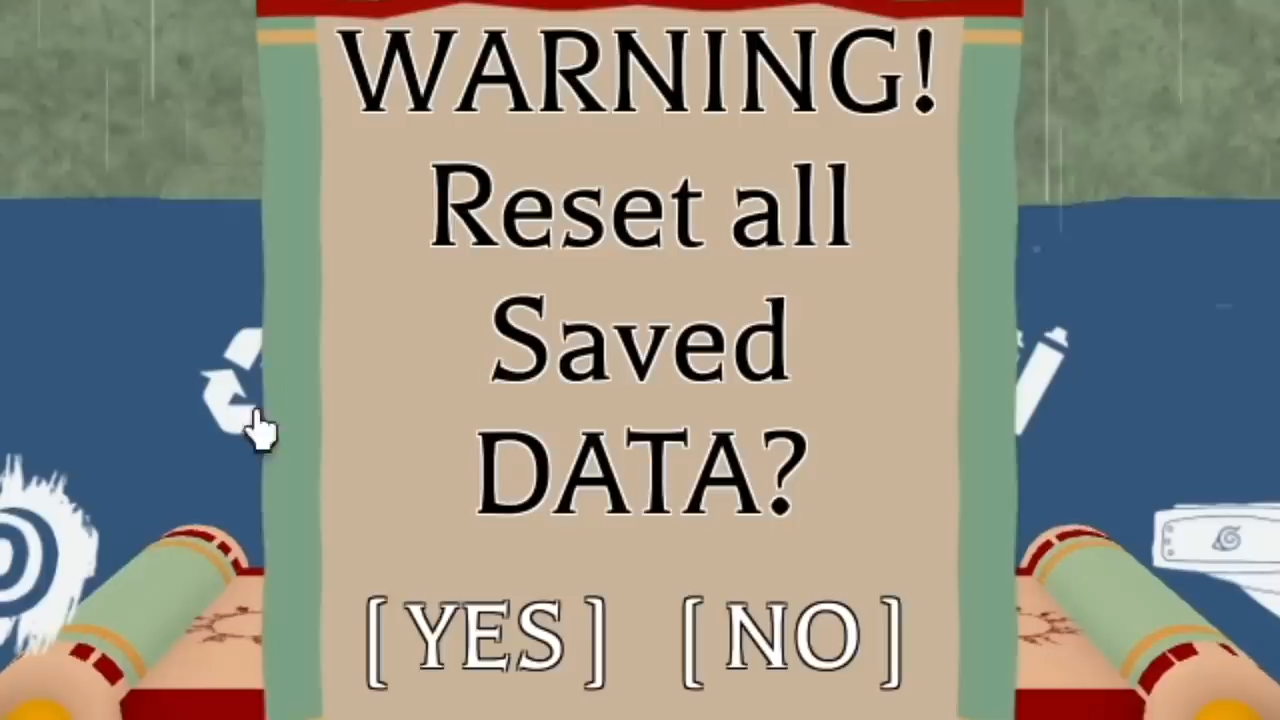 WARNING!
Reset all
Saved
DATA?
[ YES ] [ NO ]